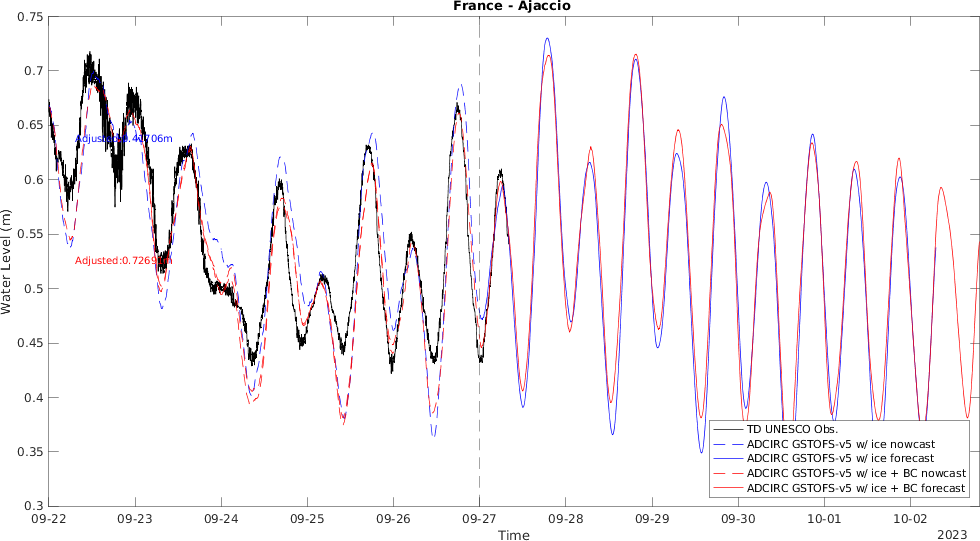 France - Ajaccio
0.75
0.7
0.65
0.6
0.55
0.5
0.45
0.4
0.35
0.3
Water Level (m)
TD UNESCO Obs.
ADCIRC GSTOFS-v5 w/ ice nowcast
ADCIRC GSTOFS-v5 w/ ice forecast
ADCIRC GSTOFS-v5 w/ ice + BC nowcast
ADCIRC GSTOFS-v5 w/ ice + BC forecast
09-22 09-23 09-24 09-25 09-26 09-27 09-28 09-29 09-30 10-01 10-02
Time
2023